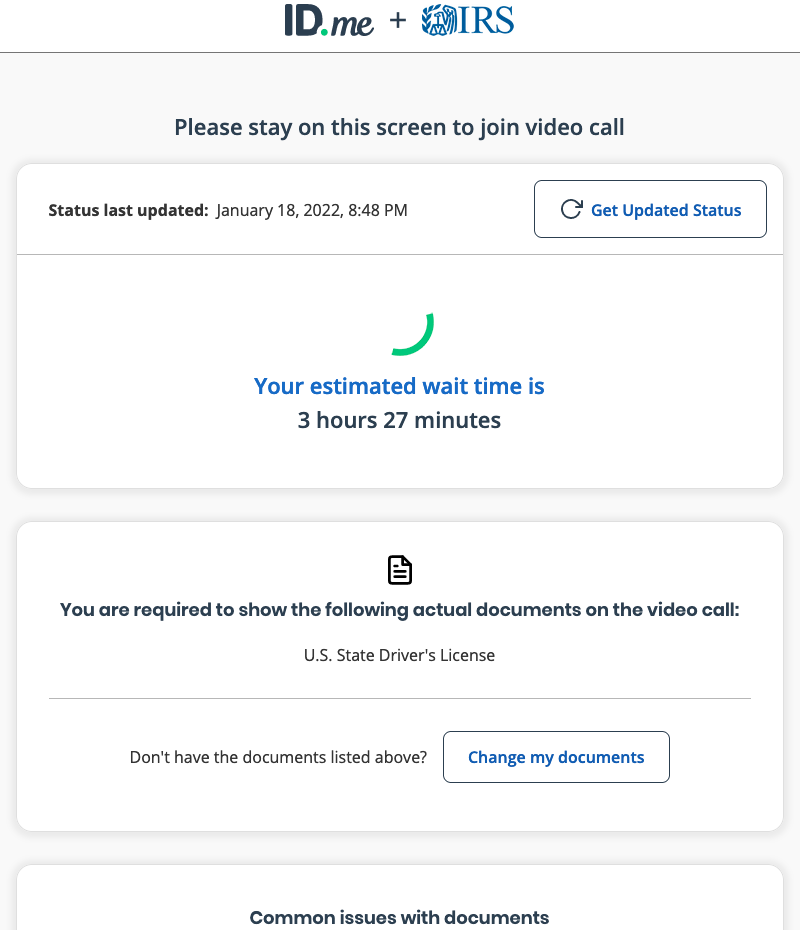 ID.me + IRS
Please stay on this screen to join video call
Status last updated: January 18, 2022, 8:48 PM
Get Updated Status
Your estimated wait time is
3 hours 27 minutes
You are required to show the following actual documents on the video call:
U.S. State Driver's License
Don't have the documents listed above?
Change my documents
Common issues with documents